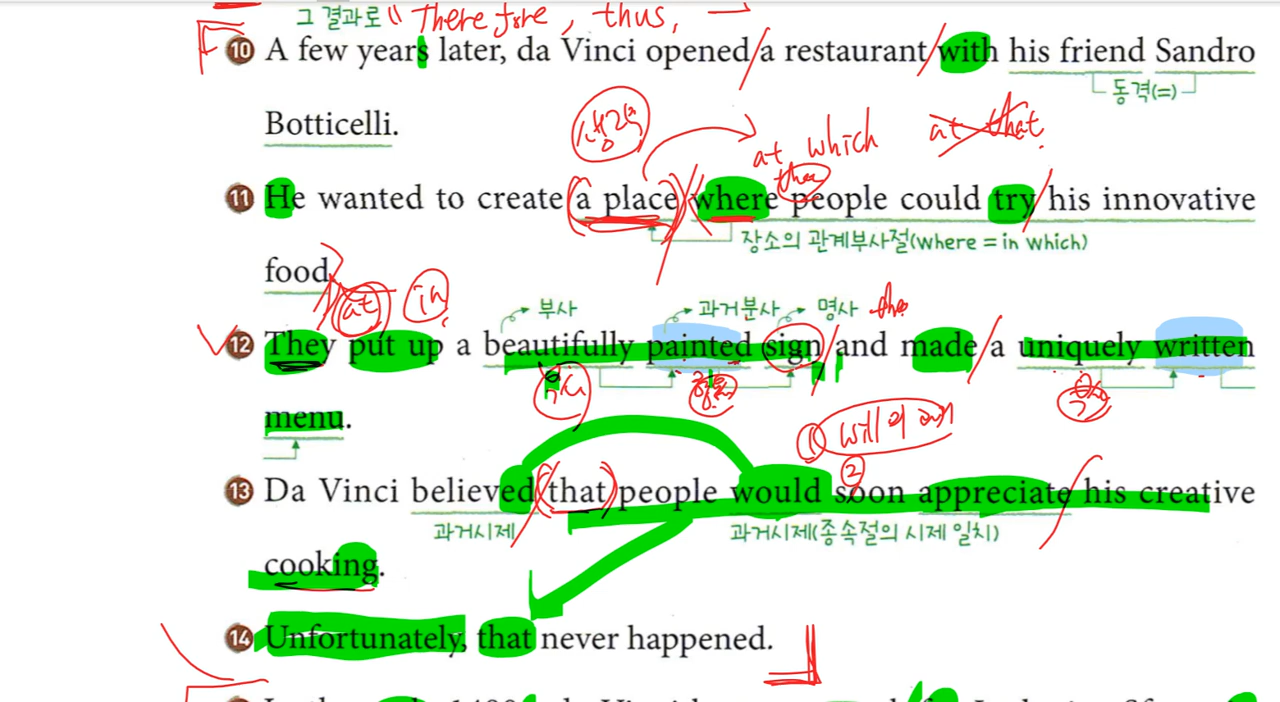 그 결과로 " Therefore, thus,
⑩ A few years later, da Vinci opened / a restaurant / with his friend Sandro
동격(=)
Botticelli.
생략
at which
at that
⑪ He wanted to create (a place) (where people could try / his innovative
장소의 관계부사절(where = in which)
food
at in
부사 과거분사 명사 the
⑫ They put up a beautifully painted sign / and made / a uniquely written
menu.
① will의 과거
②
⑬ Da Vinci believed (that) people would soon appreciate / his creative
과거시제 과거시제(종속절의 시제 일치)
cooking.
⑭ Unfortunately, that never happened.